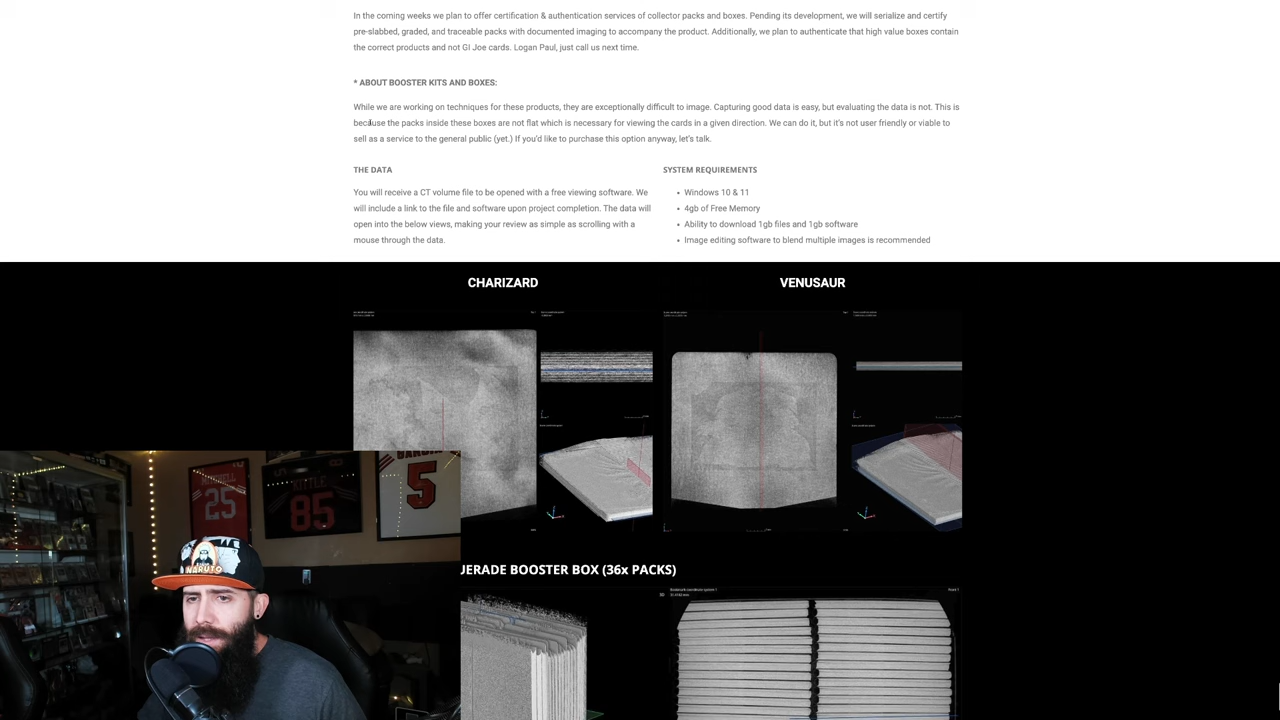 In the coming weeks we plan to offer certification & authentication services of collector packs and boxes. Pending its development, we will serialize and certify
pre-slabbed, graded, and traceable packs with documented imaging to accompany the product. Additionally, we plan to authenticate that high value boxes contain
the correct products and not GI Joe cards. Logan Paul, just call us next time.
* ABOUT BOOSTER KITS AND BOXES:
While we are working on techniques for these products, they are exceptionally difficult to image. Capturing good data is easy, but evaluating the data is not. This is
because the packs inside these boxes are not flat which is necessary for viewing the cards in a given direction. We can do it, but it's not user friendly or viable to
sell as a service to the general public (yet.) If you'd like to purchase this option anyway, let's talk.
THE DATA
You will receive a CT volume file to be opened with a free viewing software. We
will include a link to the file and software upon project completion. The data will
open into the below views, making your review as simple as scrolling with a
mouse through the data.
SYSTEM REQUIREMENTS
• Windows 10 & 11
• 4gb of Free Memory
• Ability to download 1gb files and 1gb software
• Image editing software to blend multiple images is recommended
CHARIZARD
VENUSAUR
JERADE BOOSTER BOX (36x PACKS)
25
KITTLE
85
5
NARUTO